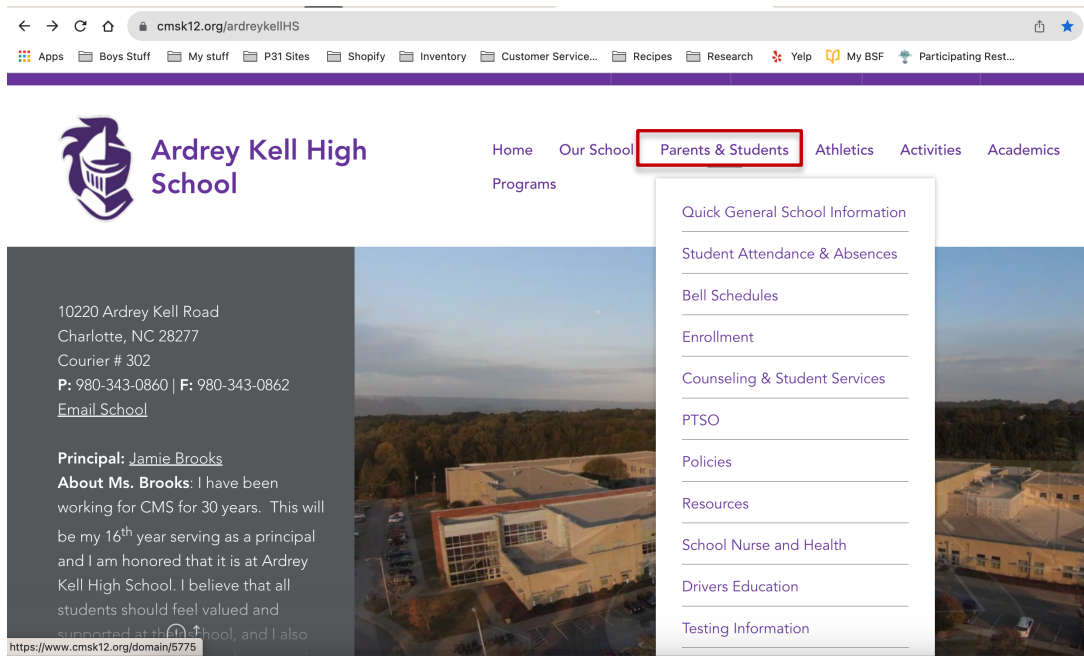 cmsk12.org/ardreykellHS
Apps Boys Stuff My stuff P31 Sites Shopify Inventory Customer Service... Recipes Research Yelp My BSF Participating Rest...
Ardrey Kell High
School
Home Our School Parents & Students Athletics Activities Academics
Programs
Quick General School Information
Student Attendance & Absences
Bell Schedules
Enrollment
Counseling & Student Services
PTSO
Policies
Resources
School Nurse and Health
Drivers Education
Testing Information
10220 Ardrey Kell Road
Charlotte, NC 28277
Courier # 302
P: 980-343-0860 | F: 980-343-0862
Email School
Principal: Jamie Brooks
About Ms. Brooks: I have been
working for CMS for 30 years. This will
be my 16th year serving as a principal
and I am honored that it is at Ardrey
Kell High School. I believe that all
students should feel valued and
supported at school, and I also
https://www.cmsk12.org/domain/5775